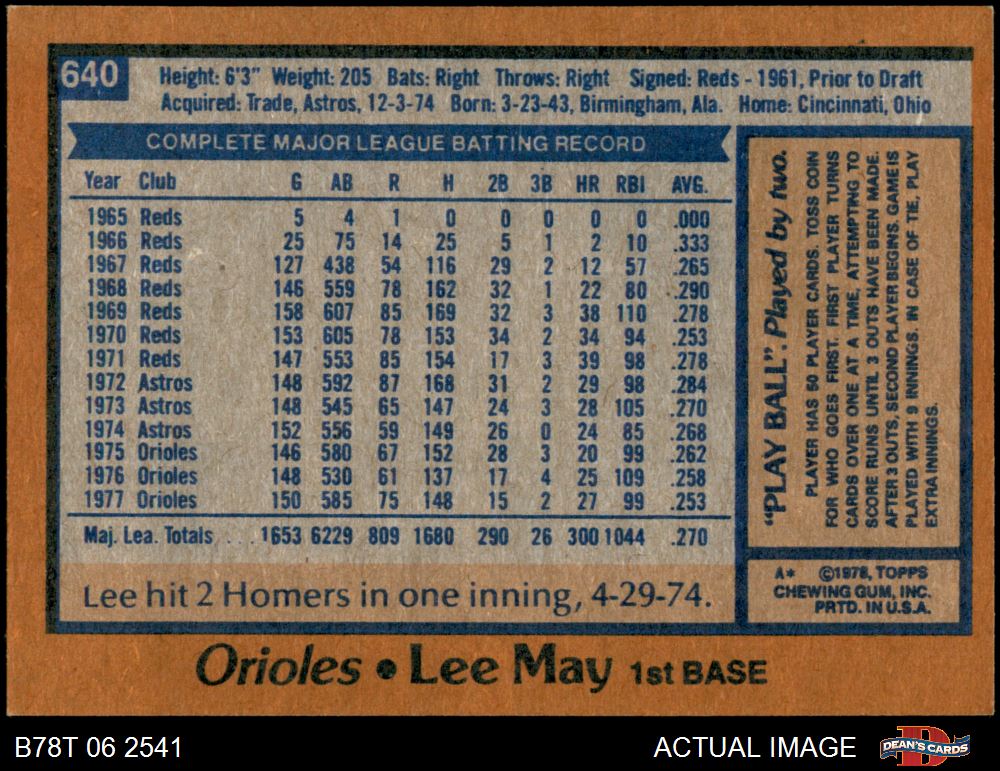 640
Height: 6'3" Weight: 205 Bats: Right Throws: Right Signed: Reds - 1961, Prior to Draft
Acquired: Trade, Astros, 12-3-74 Born: 3-23-43, Birmingham, Ala. Home: Cincinnati, Ohio
COMPLETE MAJOR LEAGUE BATTING RECORD
Year Club G AB R H 2B 3B HR RBI AVG.
1965 Reds 5 4 1 0 0 0 0 0 .000
1966 Reds 25 75 14 25 5 1 2 10 .333
1967 Reds 127 438 54 116 29 2 12 57 .265
1968 Reds 146 559 78 162 32 1 22 80 .290
1969 Reds 158 607 85 169 32 3 38 110 .278
1970 Reds 153 605 78 153 34 2 34 94 .253
1971 Reds 147 553 85 154 17 3 39 98 .278
1972 Astros 148 592 87 168 31 2 29 98 .284
1973 Astros 148 545 65 147 24 3 28 105 .270
1974 Astros 152 556 59 149 26 0 24 85 .268
1975 Orioles 146 580 67 152 28 3 20 99 .262
1976 Orioles 148 530 61 137 17 4 25 109 .258
1977 Orioles 150 585 75 148 15 2 27 99 .253
Maj. Lea. Totals ... 1653 6229 809 1680 290 26 300 1044 .270
Lee hit 2 Homers in one inning, 4-29-74.
"PLAY BALL". Played by two.
PLAYER HAS 50 PLAYER CARDS. TOSS COIN
FOR WHO GOES FIRST. FIRST PLAYER TURNS
CARDS OVER ONE AT A TIME, ATTEMPTING TO
SCORE RUNS UNTIL 3 OUTS HAVE BEEN MADE.
AFTER 3 OUTS, SECOND PLAYER BEGINS. GAME IS
PLAYED WITH 9 INNINGS. IN CASE OF TIE, PLAY
EXTRA INNINGS.
A* ©1978, TOPPS
CHEWING GUM, INC.
PRTD. IN U.S.A.
Orioles • Lee May 1st BASE
B78T 06 2541
ACTUAL IMAGE
DEAN'S CARDS